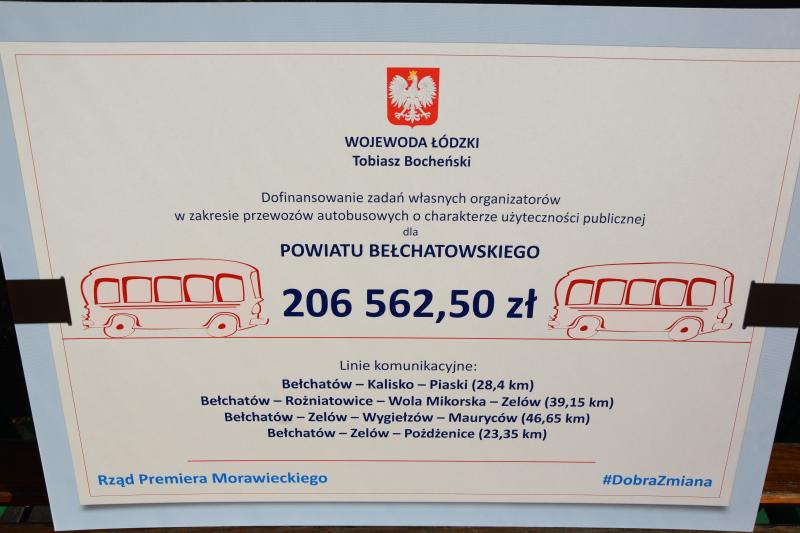 WOJEWODA ŁÓDZKI
Tobiasz Bocheński
Dofinansowanie zadań własnych organizatorów
w zakresie przewozów autobusowych o charakterze użyteczności publicznej
dla
POWIATU BEŁCHATOWSKIEGO
206 562,50 zł
Linie komunikacyjne:
Bełchatów – Kalisko – Piaski (28,4 km)
Bełchatów – Rożniatowice – Wola Mikorska – Zelów (39,15 km)
Bełchatów – Zelów – Wygiełzów – Mauryców (46,65 km)
Bełchatów – Zelów – Pożdżenice (23,35 km)
Rząd Premiera Morawieckiego
#DobraZmiana